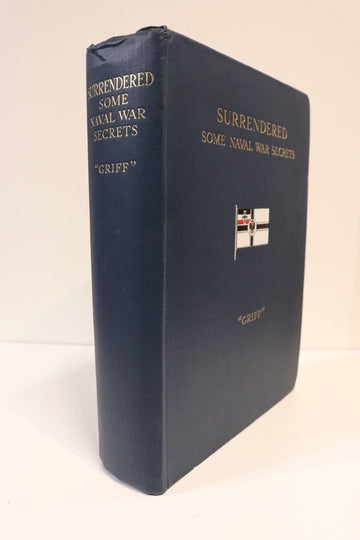 SURRENDERED
SOME
NAVAL WAR
SECRETS
"GRIFF"
SURRENDERED
SOME NAVAL WAR SECRETS
"GRIFF"